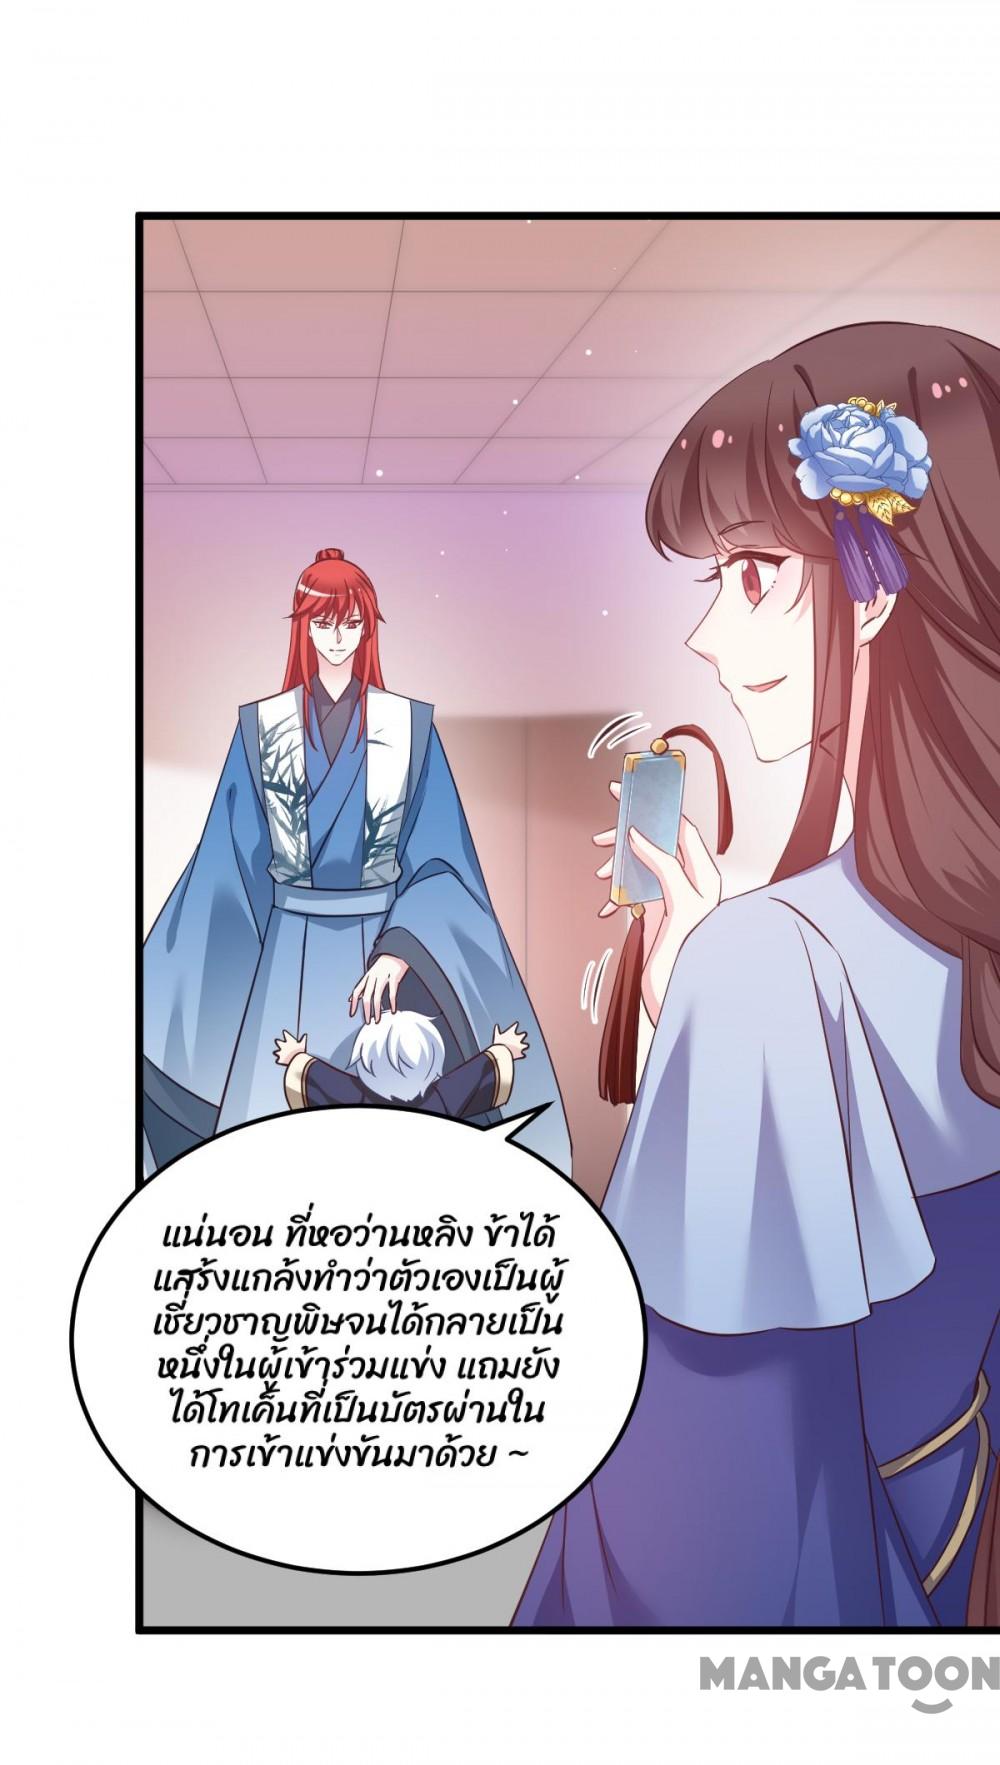 แน่นอน ที่หอว่านหลิง ข้าได้
แสร้งแกล้งทำว่าตัวเองเป็นผู้
เชี่ยวชาญพิษจนได้กลายเป็น
หนึ่งในผู้เข้าร่วมแข่ง แถมยัง
ได้โทเค็นที่เป็นบัตรผ่านใน
การเข้าแข่งขันมาด้วย ~
MANGATOON